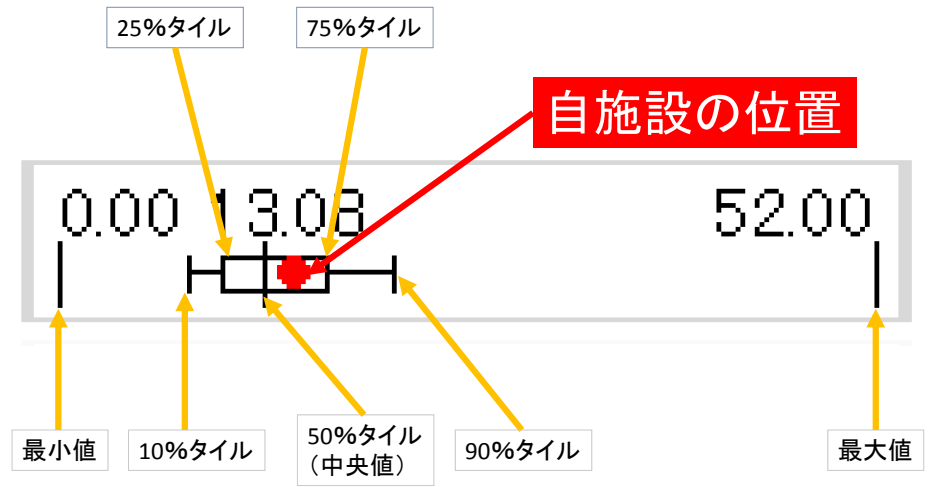 25%タイル
75%タイル
自施設の位置
0.00
13.08
52.00
最小値
10%タイル
50%タイル
（中央値）
90%タイル
最大値